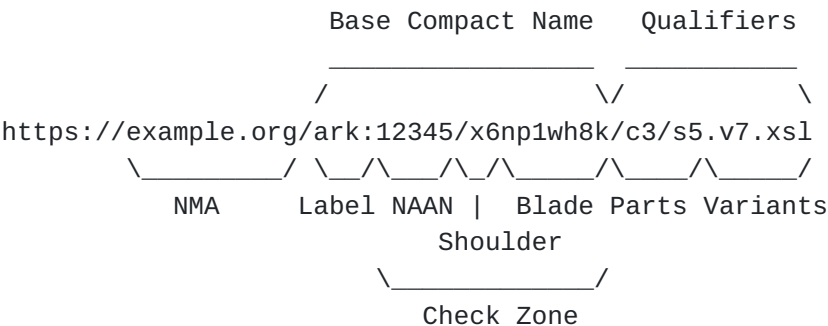 Base Compact Name Qualifiers
https://example.org/ark:12345/x6np1wh8k/c3/s5.v7.xsl
NMA Label NAAN | Blade Parts Variants
Shoulder
Check Zone